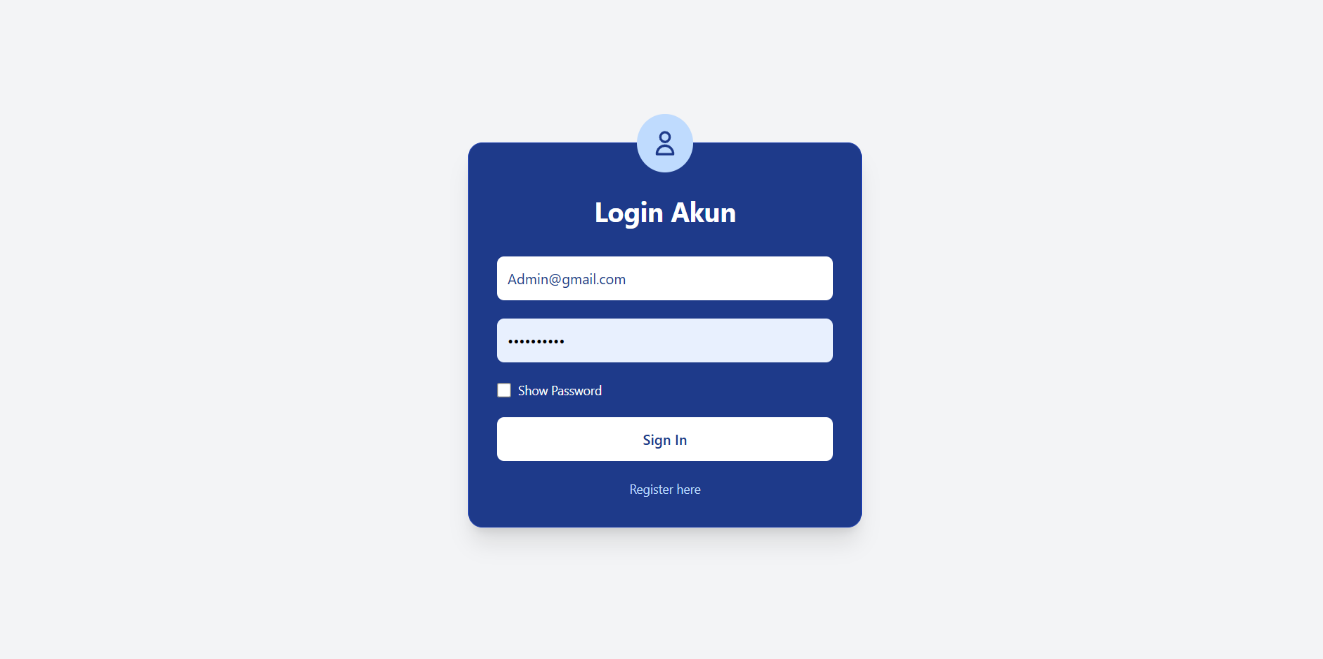 Login Akun
Admin@gmail.com
••••••••••
Show Password
Sign In
Register here